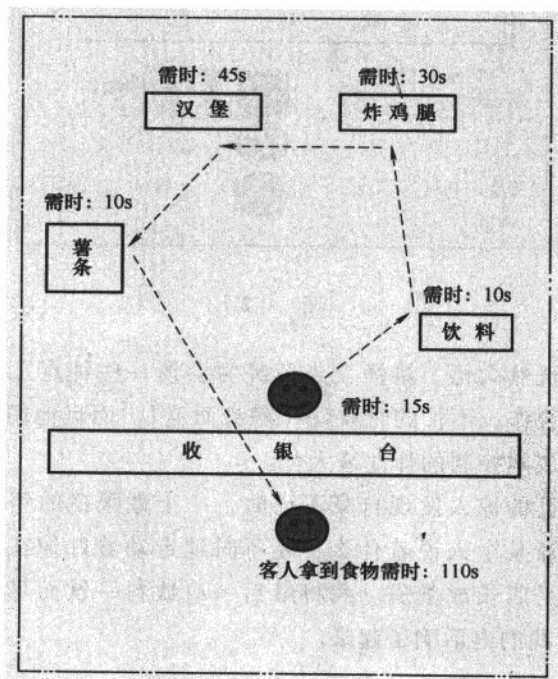 需时：45s
汉 堡
需时：30s
炸 鸡 腿
需时：10s
薯
条
需时：10s
饮 料
需时：15s
收 银 台
客人拿到食物需时：110s